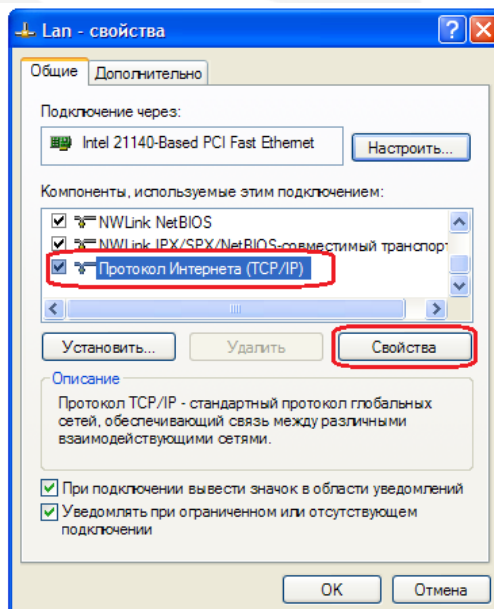 Lan - свойства
Общие
Дополнительно
Подключение через:
Intel 21140-Based PCI Fast Ethernet
Настроить...
Компоненты, используемые этим подключением:
NWLink NetBIOS
NWLink IPX/SPX/NetBIOS-совместимый транспор
Протокол Интернета (TCP/IP)
Установить...
Удалить
Свойства
Описание
Протокол TCP/IP - стандартный протокол глобальных
сетей, обеспечивающий связь между различными
взаимодействующими сетями.
При подключении вывести значок в области уведомлений
Уведомлять при ограниченном или отсутствующем
подключении
OK
Отмена